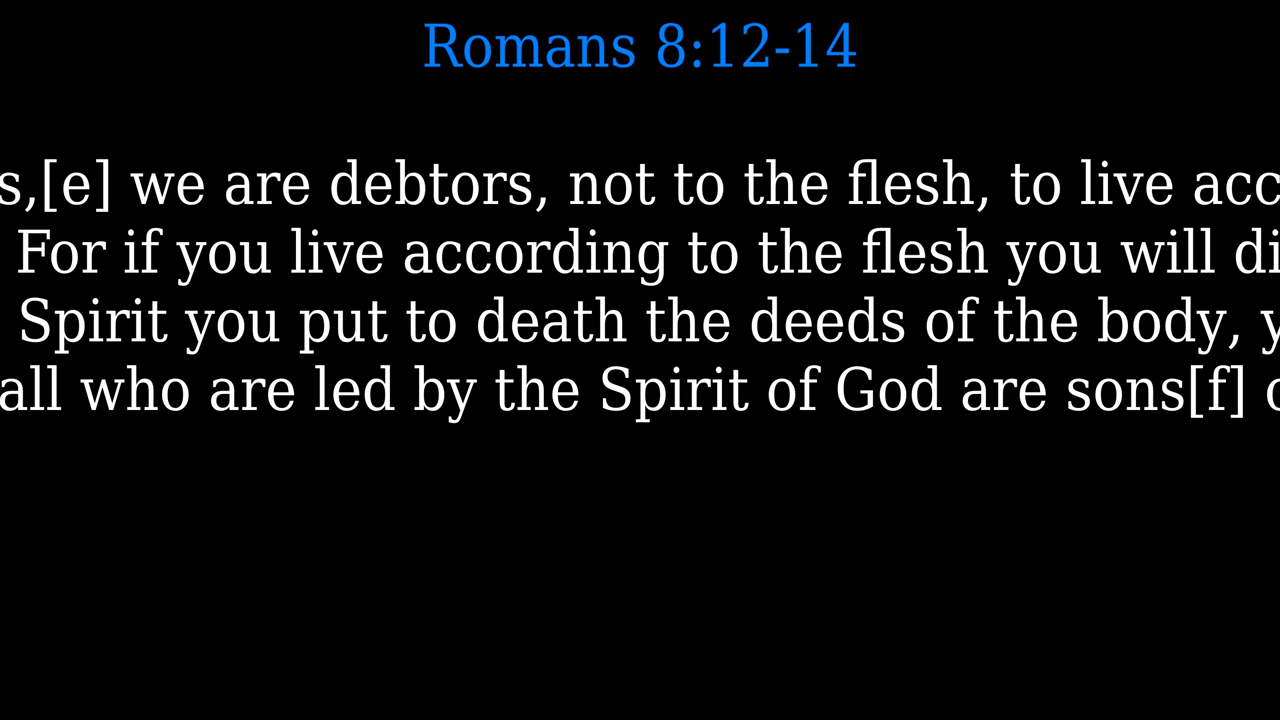 Romans 8:12-14
s,[e] we are debtors, not to the flesh, to live acc
For if you live according to the flesh you will di
Spirit you put to death the deeds of the body, y
all who are led by the Spirit of God are sons[f] o